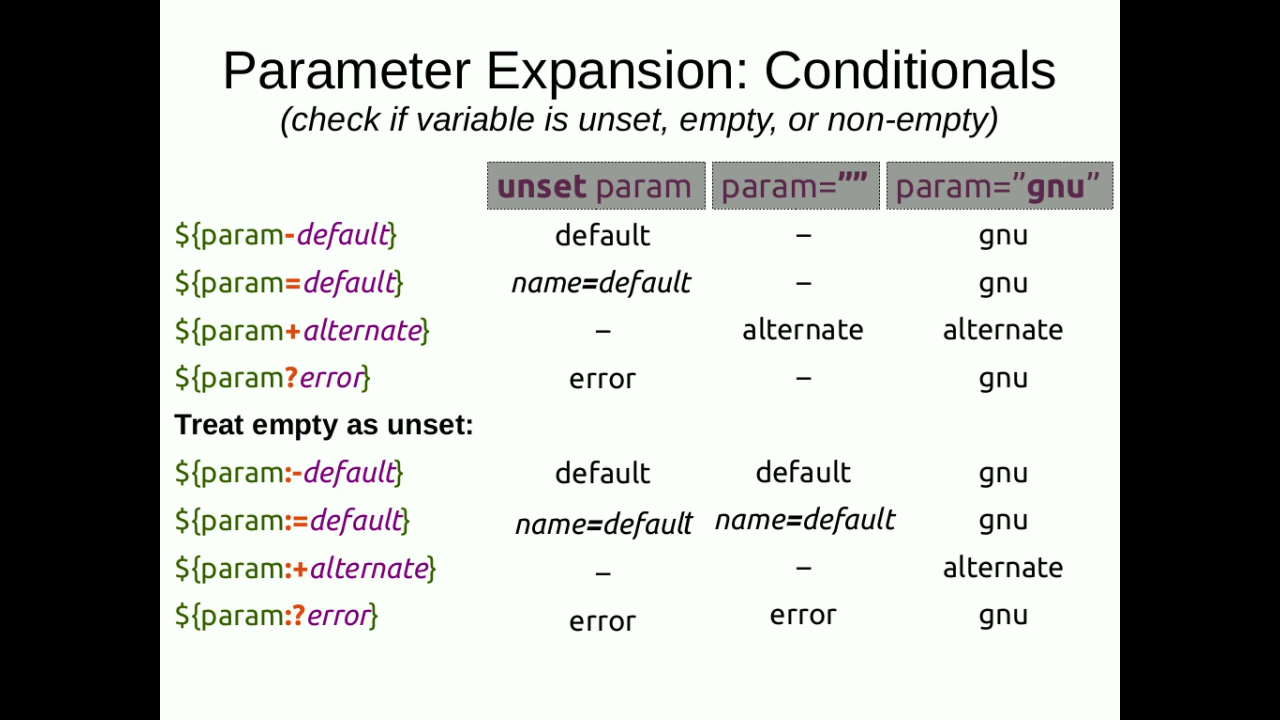 Parameter Expansion: Conditionals
(check if variable is unset, empty, or non-empty)
unset param param=”” param=”gnu”
${param-default} default – gnu
${param=default} name=default – gnu
${param+alternate} – alternate alternate
${param?error} error – gnu
Treat empty as unset:
${param:-default} default default gnu
${param:=default} name=default name=default gnu
${param:+alternate} – – alternate
${param:?error} error error gnu